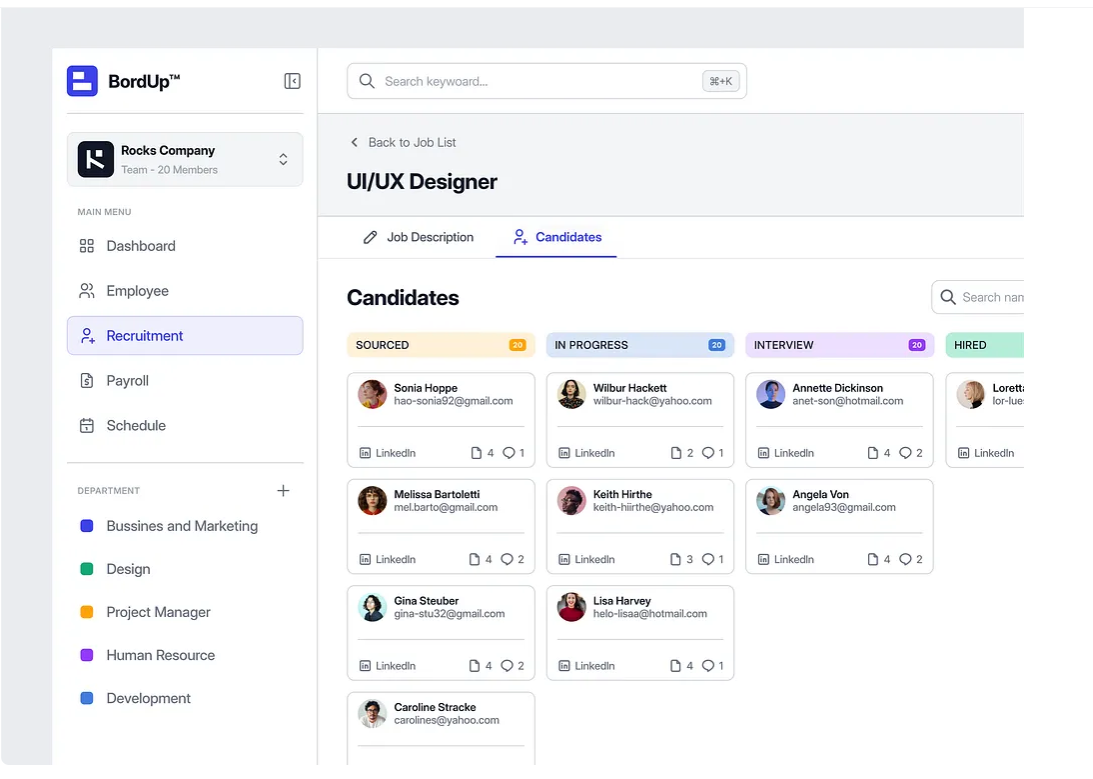 BordUp™
Search keywoard...
⌘+K
Rocks Company
Team - 20 Members
MAIN MENU
Dashboard
Employee
Recruitment
Payroll
Schedule
DEPARTMENT
Bussines and Marketing
Design
Project Manager
Human Resource
Development
Back to Job List
UI/UX Designer
Job Description
Candidates
Candidates
Search nam
SOURCED 20
Sonia Hoppe
hao-sonia92@gmail.com
LinkedIn 4 1
Melissa Bartoletti
mel.barto@gmail.com
LinkedIn 4 2
Gina Steuber
gina-stu32@gmail.com
LinkedIn 4 2
Caroline Stracke
carolines@yahoo.com
IN PROGRESS 20
Wilbur Hackett
wilbur-hack@yahoo.com
LinkedIn 2 1
Keith Hirthe
keith-hiirthe@yahoo.com
LinkedIn 3 1
Lisa Harvey
helo-lisaa@hotmail.com
LinkedIn 4 1
INTERVIEW 20
Annette Dickinson
anet-son@hotmail.com
LinkedIn 4 2
Angela Von
angela93@gmail.com
LinkedIn 4 2
HIRED
Loretta
lor-lues
LinkedIn